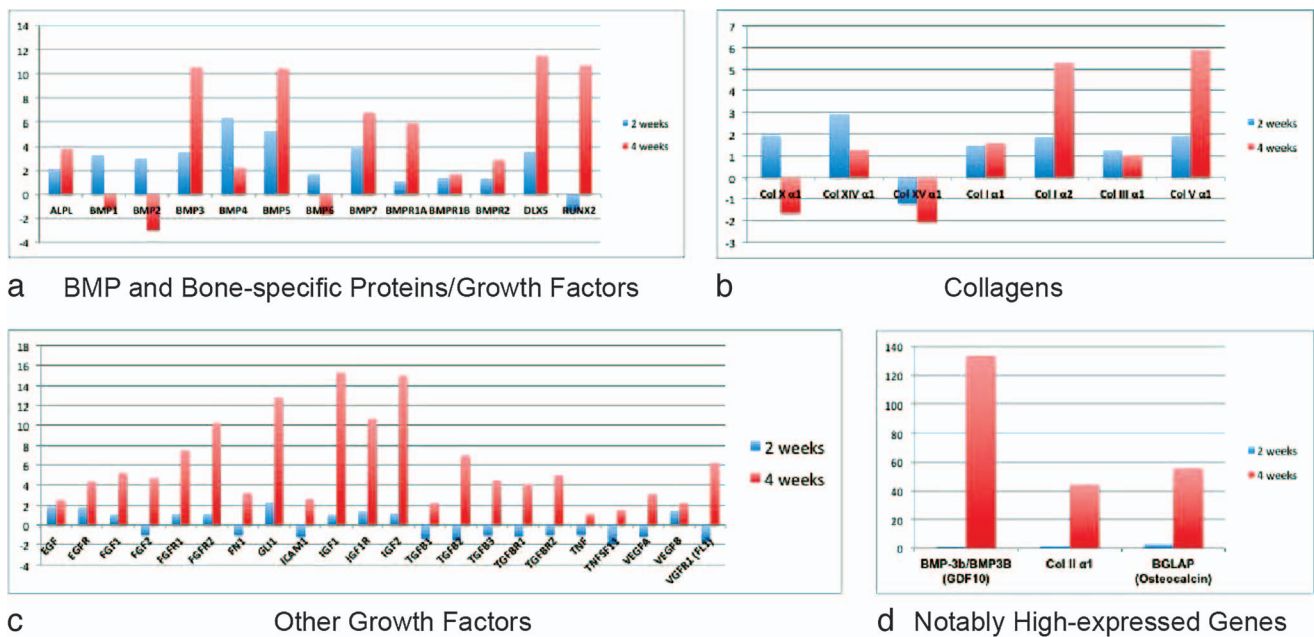 14
12
10
8
6
4
2
0
-2
-4
ALPL BMP1 BMP2 BMP3 BMP4 BMP5 BMP6 BMP7 BMPR1A BMPR1B BMPR2 DLX5 RUNX2
2 weeks
4 weeks
a BMP and Bone-specific Proteins/Growth Factors
7
6
5
4
3
2
1
0
-1
-2
-3
Col X α1 Col XIV α1 Col XV α1 Col I α1 Col I α2 Col III α1 Col V α1
2 weeks
4 weeks
b Collagens
18
16
14
12
10
8
6
4
2
0
-2
-4
EGF EGFR FGF1 FGF2 FGFR1 FGFR2 FN1 GLI1 ICAM1 IGF1 IGF1R IGF2 TGFB1 TGFB2 TGFB3 TGFBR1 TGFBR2 TNF TNFSF11 VEGFA VEGFB VGFR1 (FL1)
2 weeks
4 weeks
c Other Growth Factors
140
120
100
80
60
40
20
0
BMP-3b/BMP3B Col II α1 BGLAP
(GDF10) (Osteocalcin)
2 weeks
4 weeks
d Notably High-expressed Genes